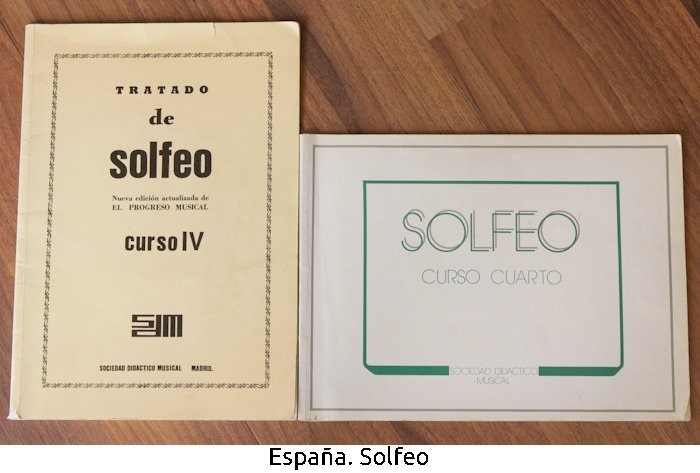 TRATADO
de
solfeo
Nueva edición actualizada de
EL PROGRESO MUSICAL
curso IV
SDM
SOCIEDAD DIDACTICO MUSICAL MADRID.
SOLFEO
CURSO CUARTO
SOCIEDAD DIDACTICO
MUSICAL
España. Solfeo